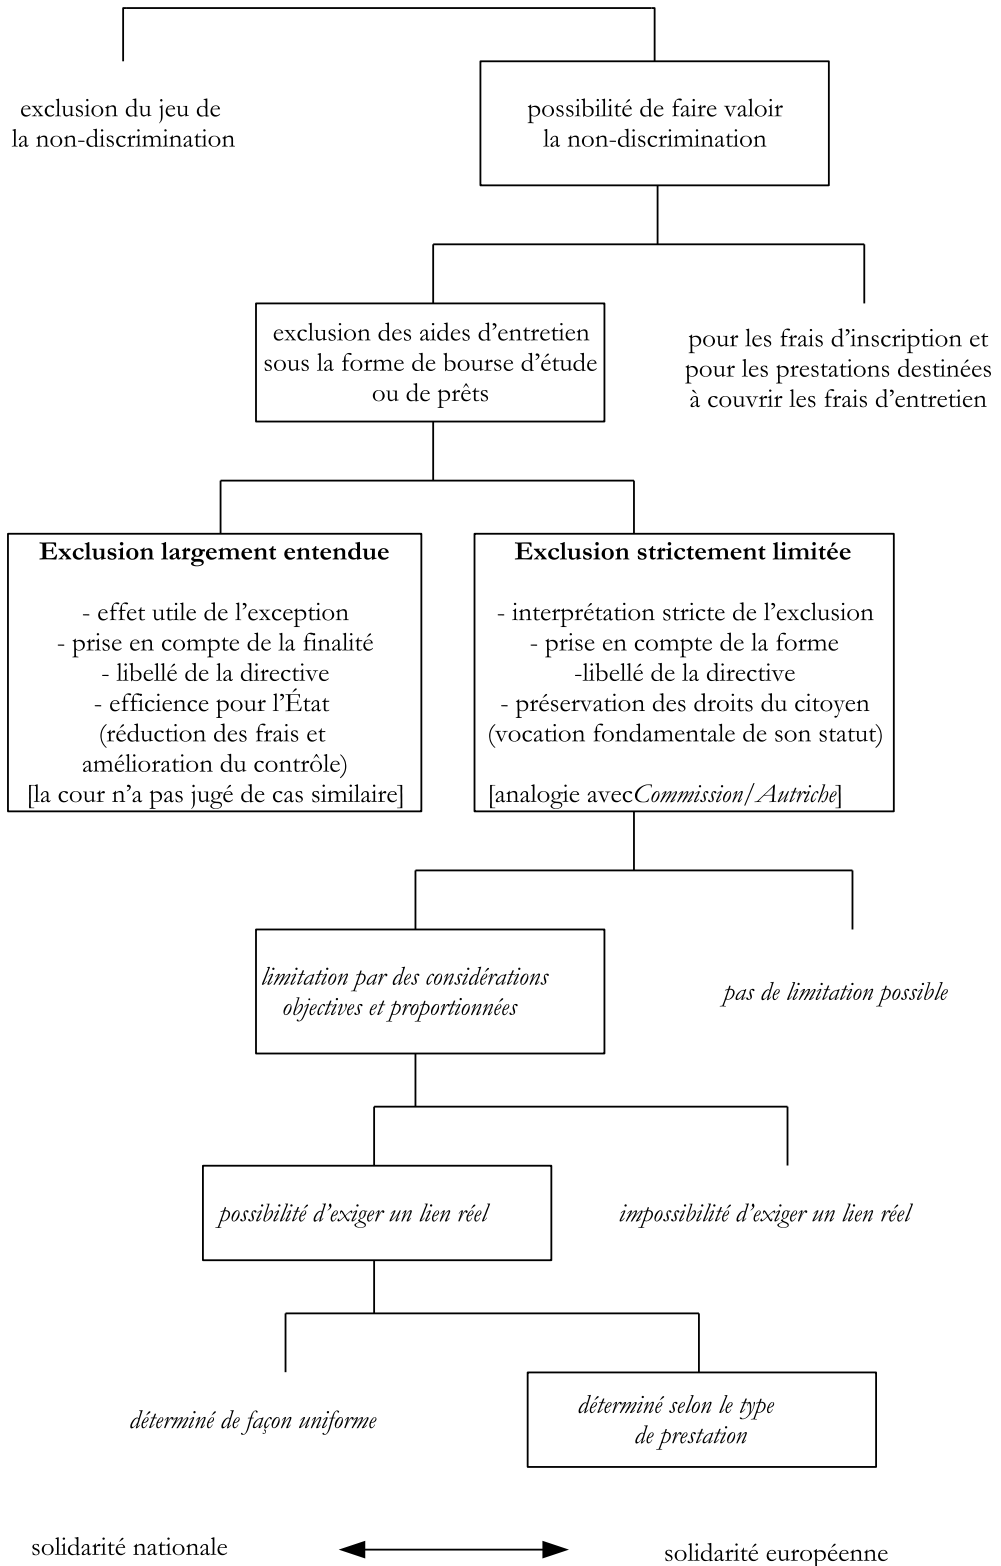 exclusion du jeu de
la non-discrimination
possibilité de faire valoir
la non-discrimination
exclusion des aides d’entretien
sous la forme de bourse d’étude
ou de prêts
pour les frais d’inscription et
pour les prestations destinées
à couvrir les frais d’entretien
Exclusion largement entendue
- effet utile de l’exception
- prise en compte de la finalité
- libellé de la directive
- efficience pour l’État
(réduction des frais et
amélioration du contrôle)
[la cour n’a pas jugé de cas similaire]
Exclusion strictement limitée
- interprétation stricte de l’exclusion
- prise en compte de la forme
-libellé de la directive
- préservation des droits du citoyen
(vocation fondamentale de son statut)
[analogie avecCommission/Autriche]
limitation par des considérations
objectives et proportionnées
pas de limitation possible
possibilité d’exiger un lien réel
impossibilité d’exiger un lien réel
déterminé de façon uniforme
déterminé selon le type
de prestation
solidarité nationale
solidarité européenne